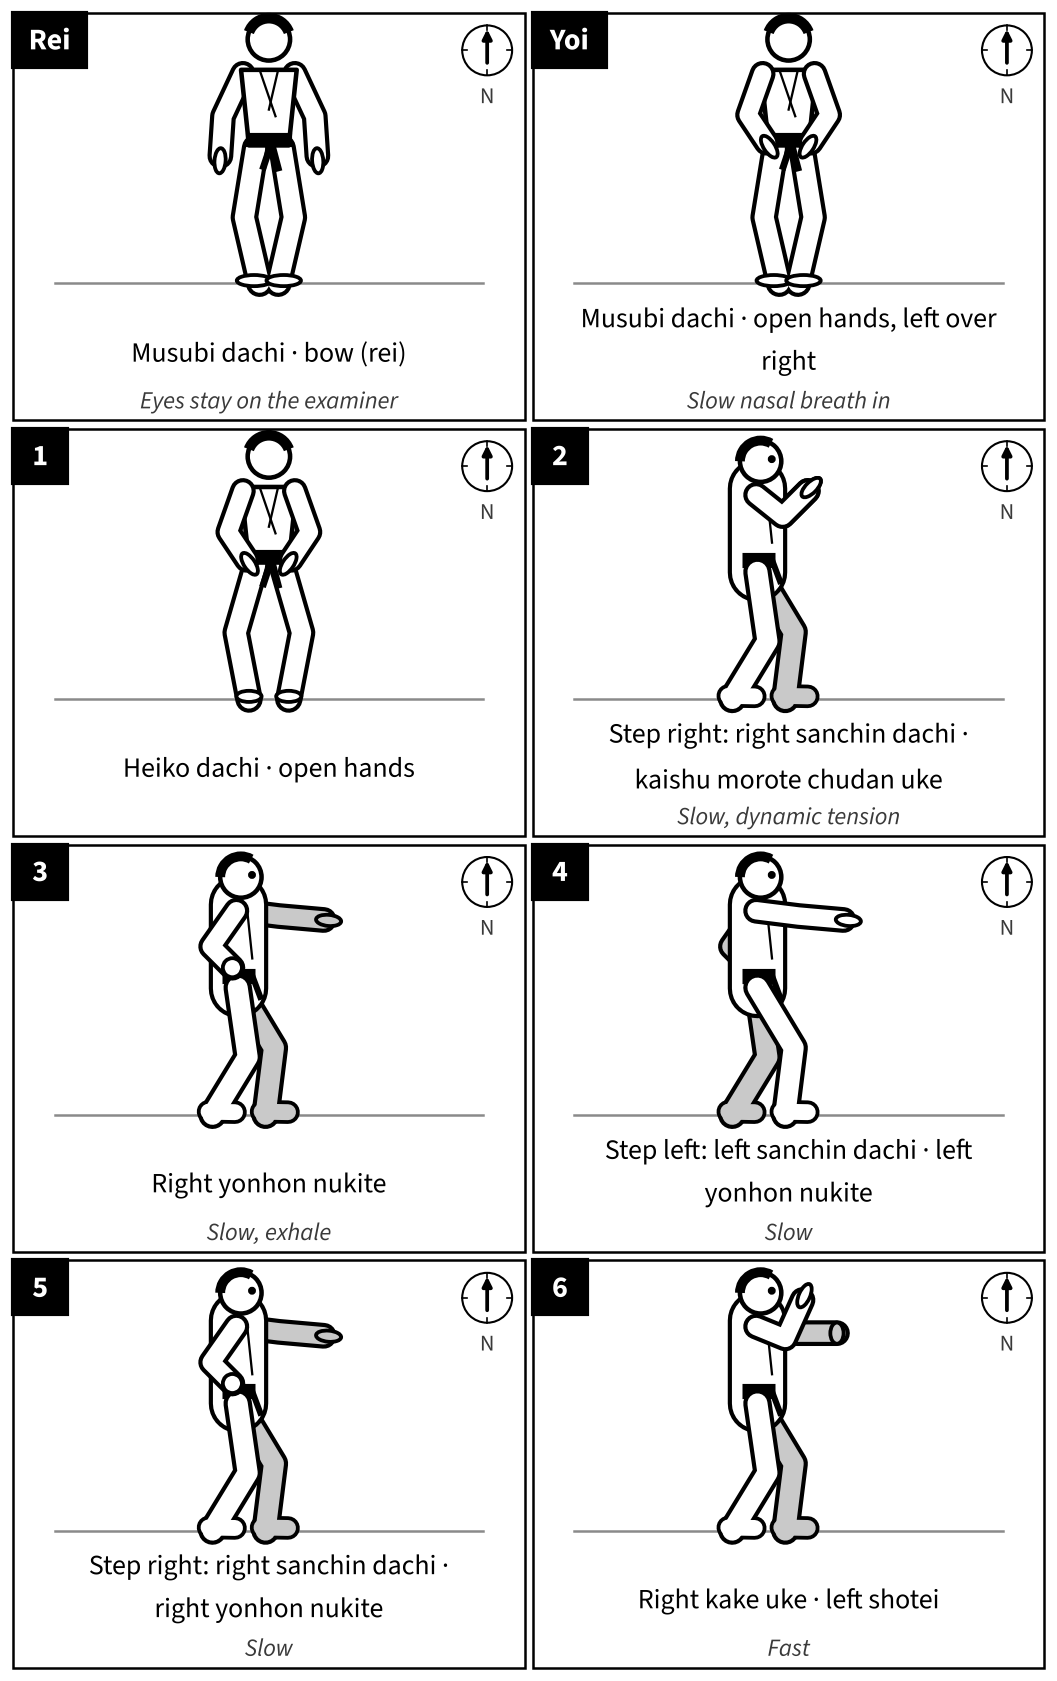 Rei
N
Musubi dachi · bow (rei)
Eyes stay on the examiner
Yoi
N
Musubi dachi · open hands, left over
right
Slow nasal breath in
1
N
Heiko dachi · open hands
2
N
Step right: right sanchin dachi ·
kaishu morote chudan uke
Slow, dynamic tension
3
N
Right yonhon nukite
Slow, exhale
4
N
Step left: left sanchin dachi · left
yonhon nukite
Slow
5
N
Step right: right sanchin dachi ·
right yonhon nukite
Slow
6
N
Right kake uke · left shotei
Fast